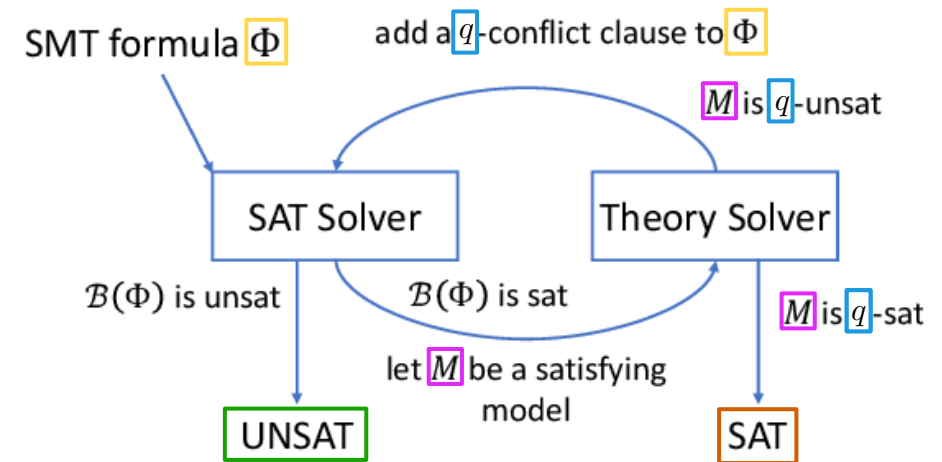 SMT formula Φ
add a q-conflict clause to Φ
M is q-unsat
SAT Solver
Theory Solver
ℬ(Φ) is unsat
ℬ(Φ) is sat
M is q-sat
let M be a satisfying
model
UNSAT
SAT